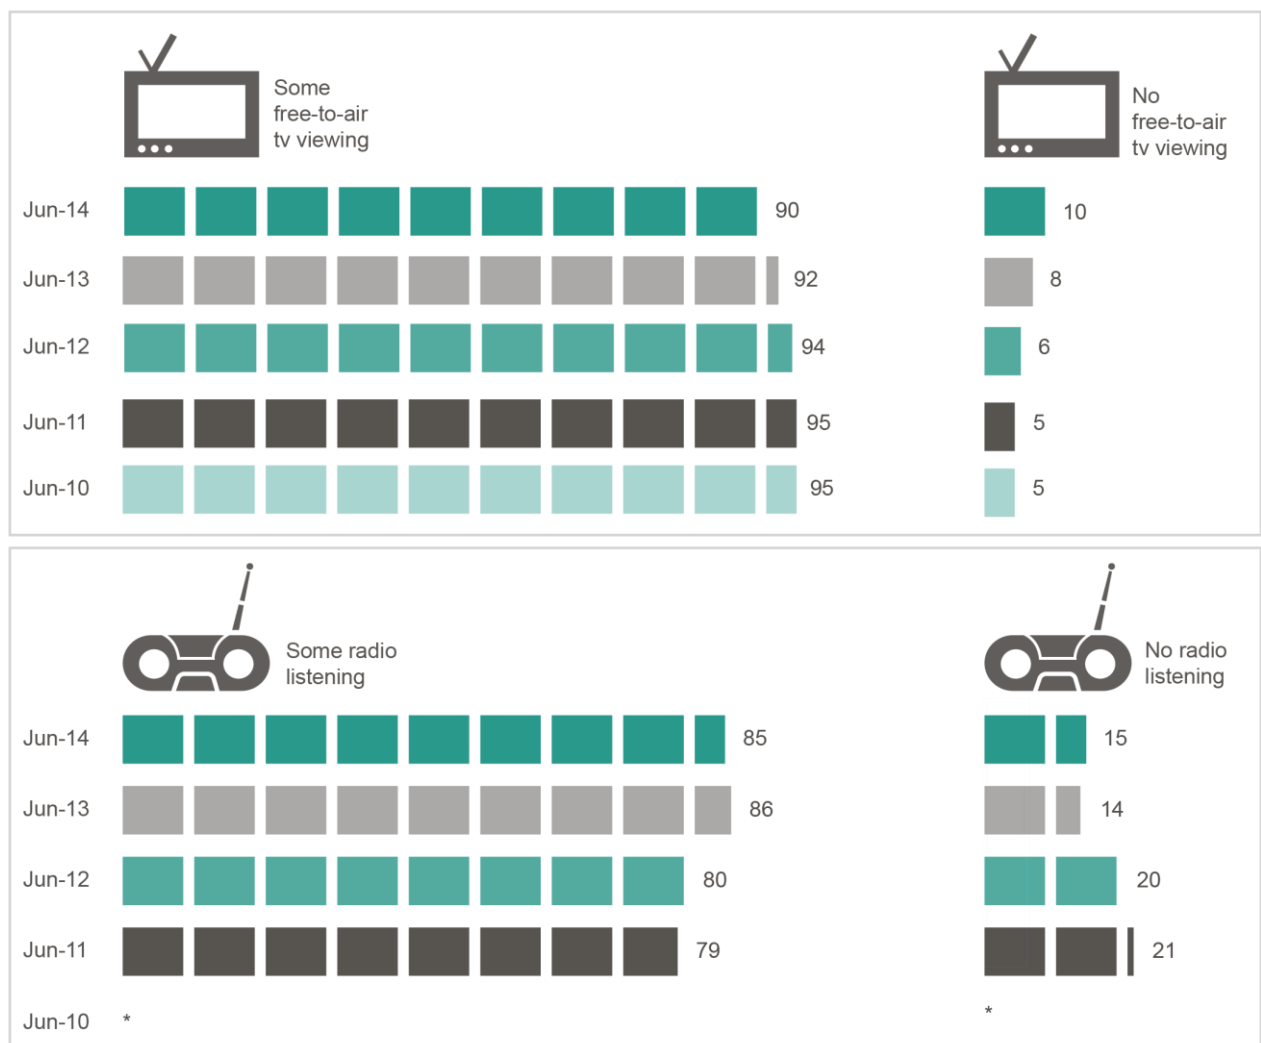 Some
free-to-air
tv viewing
No
free-to-air
tv viewing
Jun-14 90 10
Jun-13 92 8
Jun-12 94 6
Jun-11 95 5
Jun-10 95 5
Some radio
listening
No radio
listening
Jun-14 85 15
Jun-13 86 14
Jun-12 80 20
Jun-11 79 21
Jun-10 * *